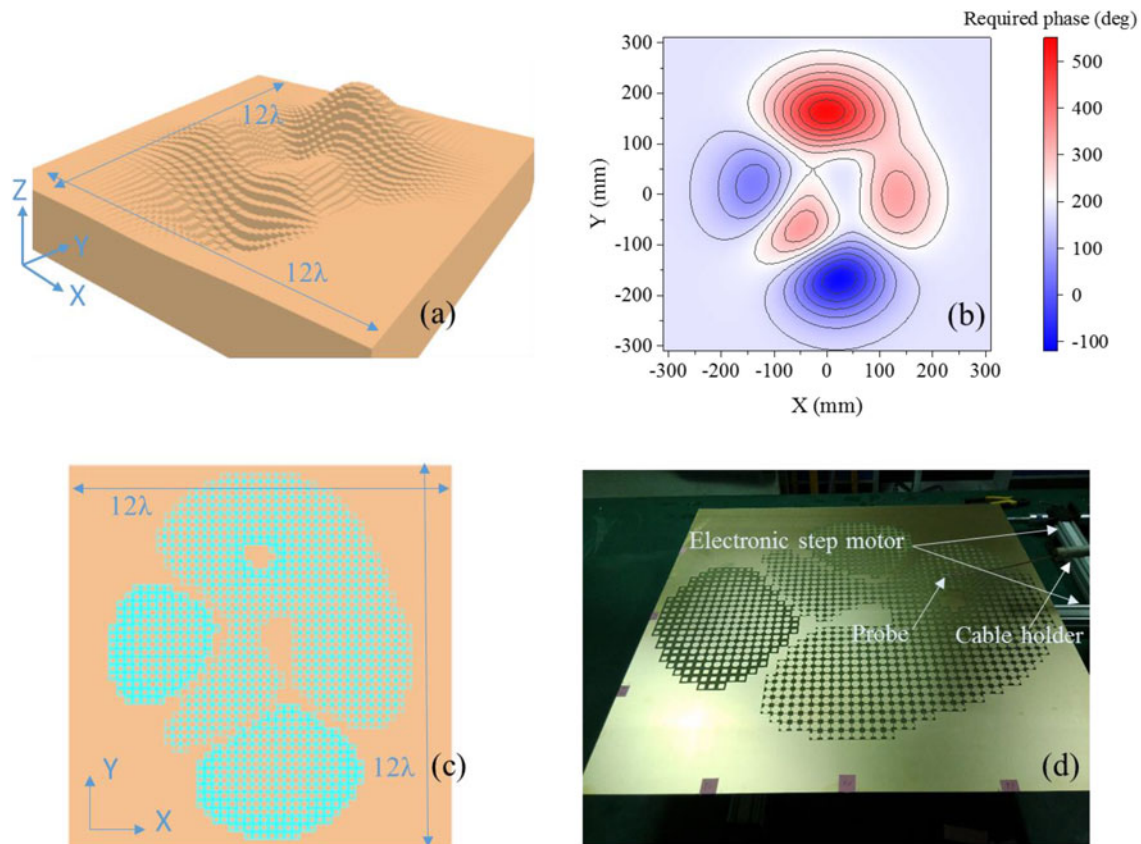 12λ
12λ
Z
Y
X
(a)
Required phase (deg)
300
200
100
0
-100
-200
-300
Y (mm)
-300 -200 -100 0 100 200 300
X (mm)
500
400
300
200
100
0
-100
(b)
12λ
12λ
Y
X
(c)
Electronic step motor
Probe
Cable holder
(d)